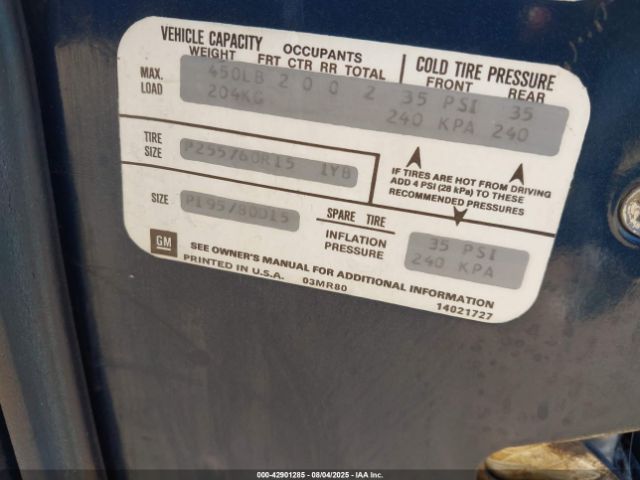 VEHICLE CAPACITY
WEIGHT
OCCUPANTS
FRT CTR RR TOTAL
COLD TIRE PRESSURE
FRONT REAR
MAX. LOAD
450LB 2 0 0 2 35 PSI 35
204KG 240 KPA 240
TIRE SIZE
P255/60R15 1YB
IF TIRES ARE HOT FROM DRIVING
ADD 4 PSI (28 kPa) TO THESE
RECOMMENDED PRESSURES
SIZE
P195/80D15
SPARE TIRE
INFLATION PRESSURE
35 PSI
240 KPA
GM
SEE OWNER'S MANUAL FOR ADDITIONAL INFORMATION
PRINTED IN U.S.A. 03MR80 14021727
000-42901285 - 08/04/2025 - IAA Inc.